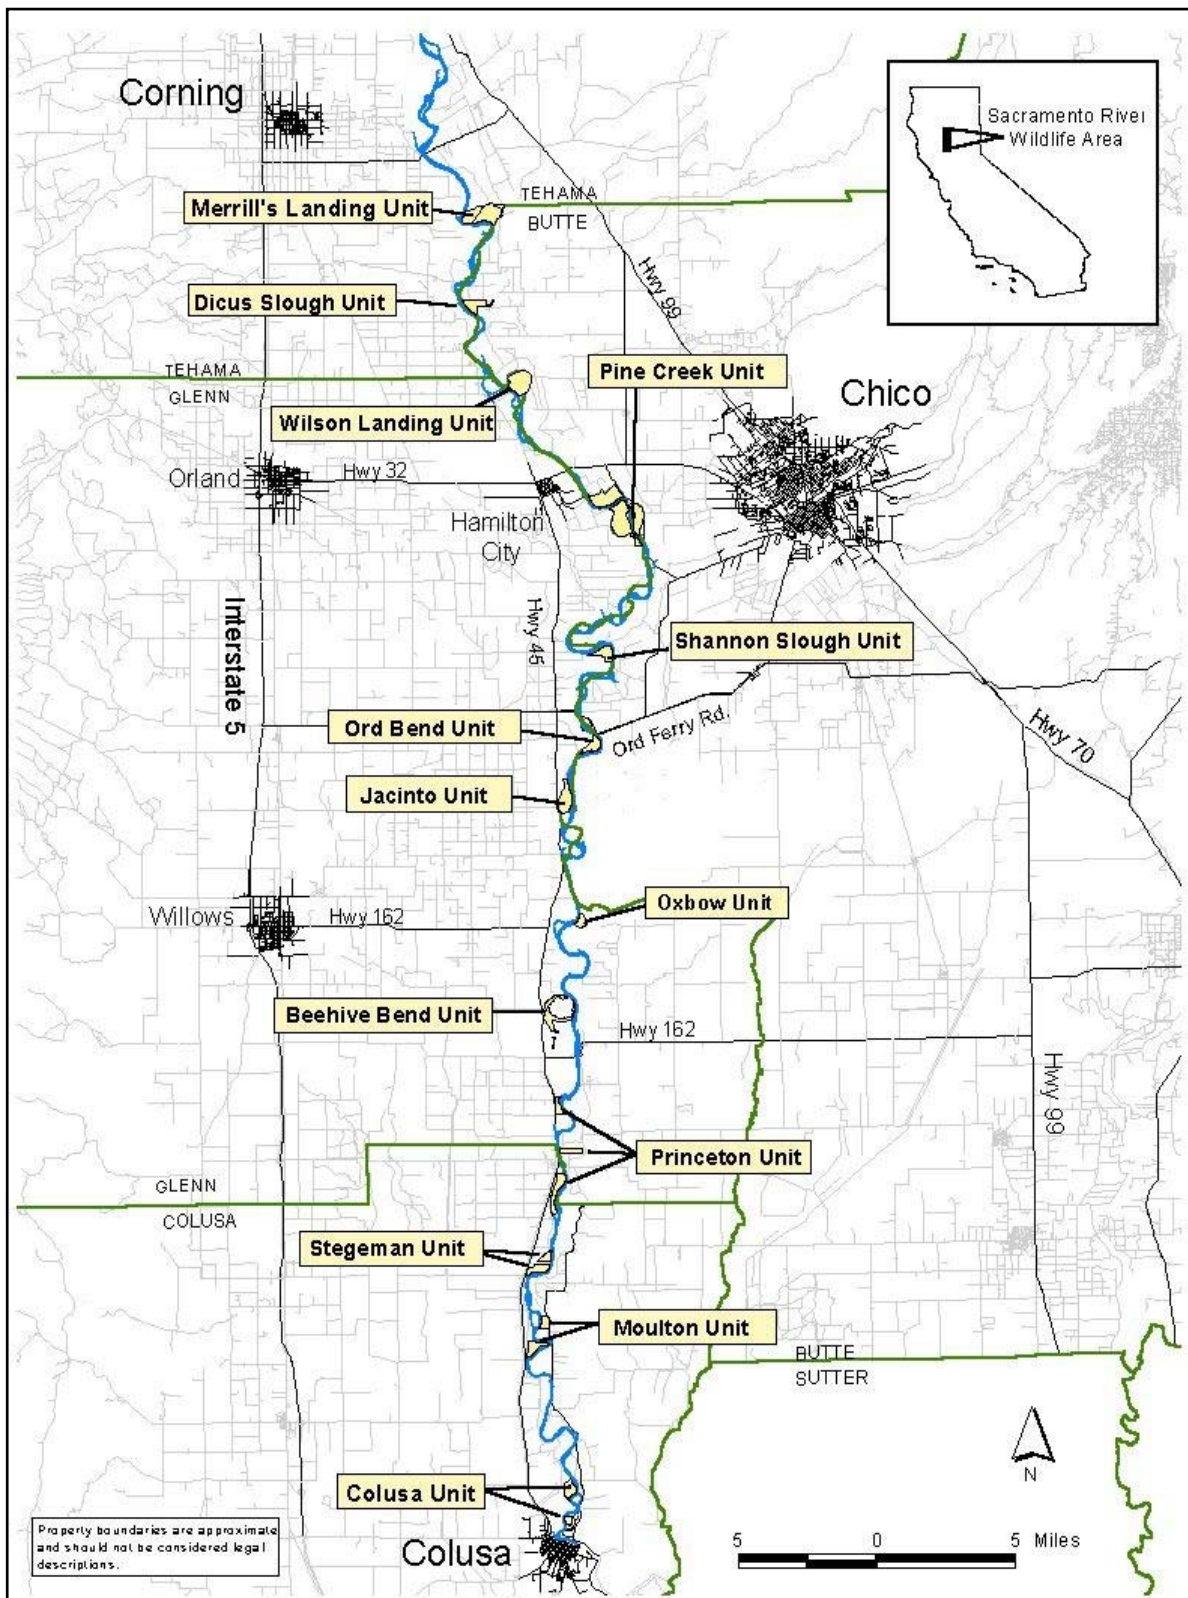 Corning
Sacramento River
Wildlife Area
TEHAMA
BUTTE
Merrill's Landing Unit
Hwy 99
Dicus Slough Unit
TEHAMA
GLENN
Pine Creek Unit
Chico
Wilson Landing Unit
Orland
Hwy 32
Hamilton
City
Interstate 5
Hwy 45
Shannon Slough Unit
Ord Bend Unit
Ord Ferry Rd.
Hwy 70
Jacinto Unit
Willows
Hwy 162
Oxbow Unit
Beehive Bend Unit
Hwy 162
Hwy 99
Princeton Unit
GLENN
COLUSA
Stegeman Unit
Moulton Unit
BUTTE
SUTTER
N
Colusa Unit
Property boundaries are approximate
and should not be considered legal
descriptions.
Colusa
5 0 5 Miles